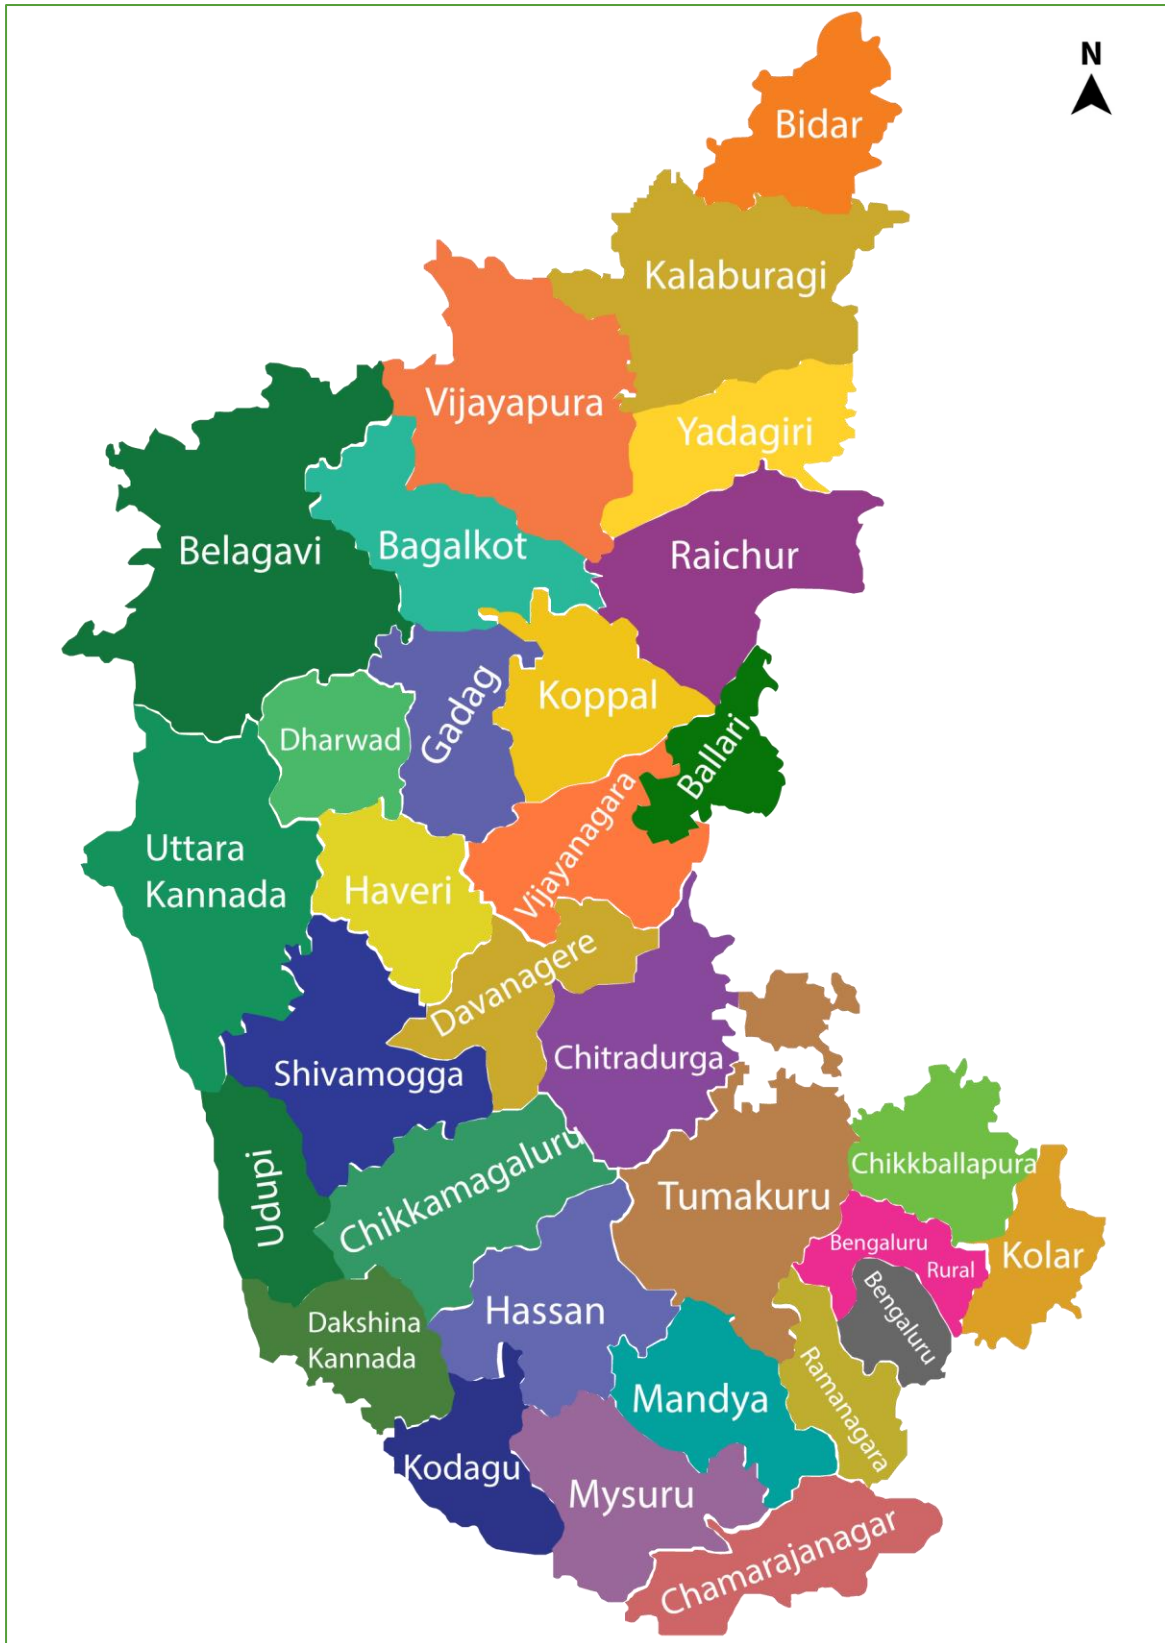 N
Bidar
Kalaburagi
Vijayapura
Yadagiri
Belagavi
Bagalkot
Raichur
Gadag
Koppal
Dharwad
Ballari
Vijayanagara
Uttara
Kannada
Haveri
Davanagere
Shivamogga
Chitradurga
Chikkballapura
Udupi
Chikkamagaluru
Tumakuru
Bengaluru
Rural
Kolar
Bengaluru
Hassan
Dakshina
Kannada
Mandya
Ramanagara
Kodagu
Mysuru
Chamarajanagar